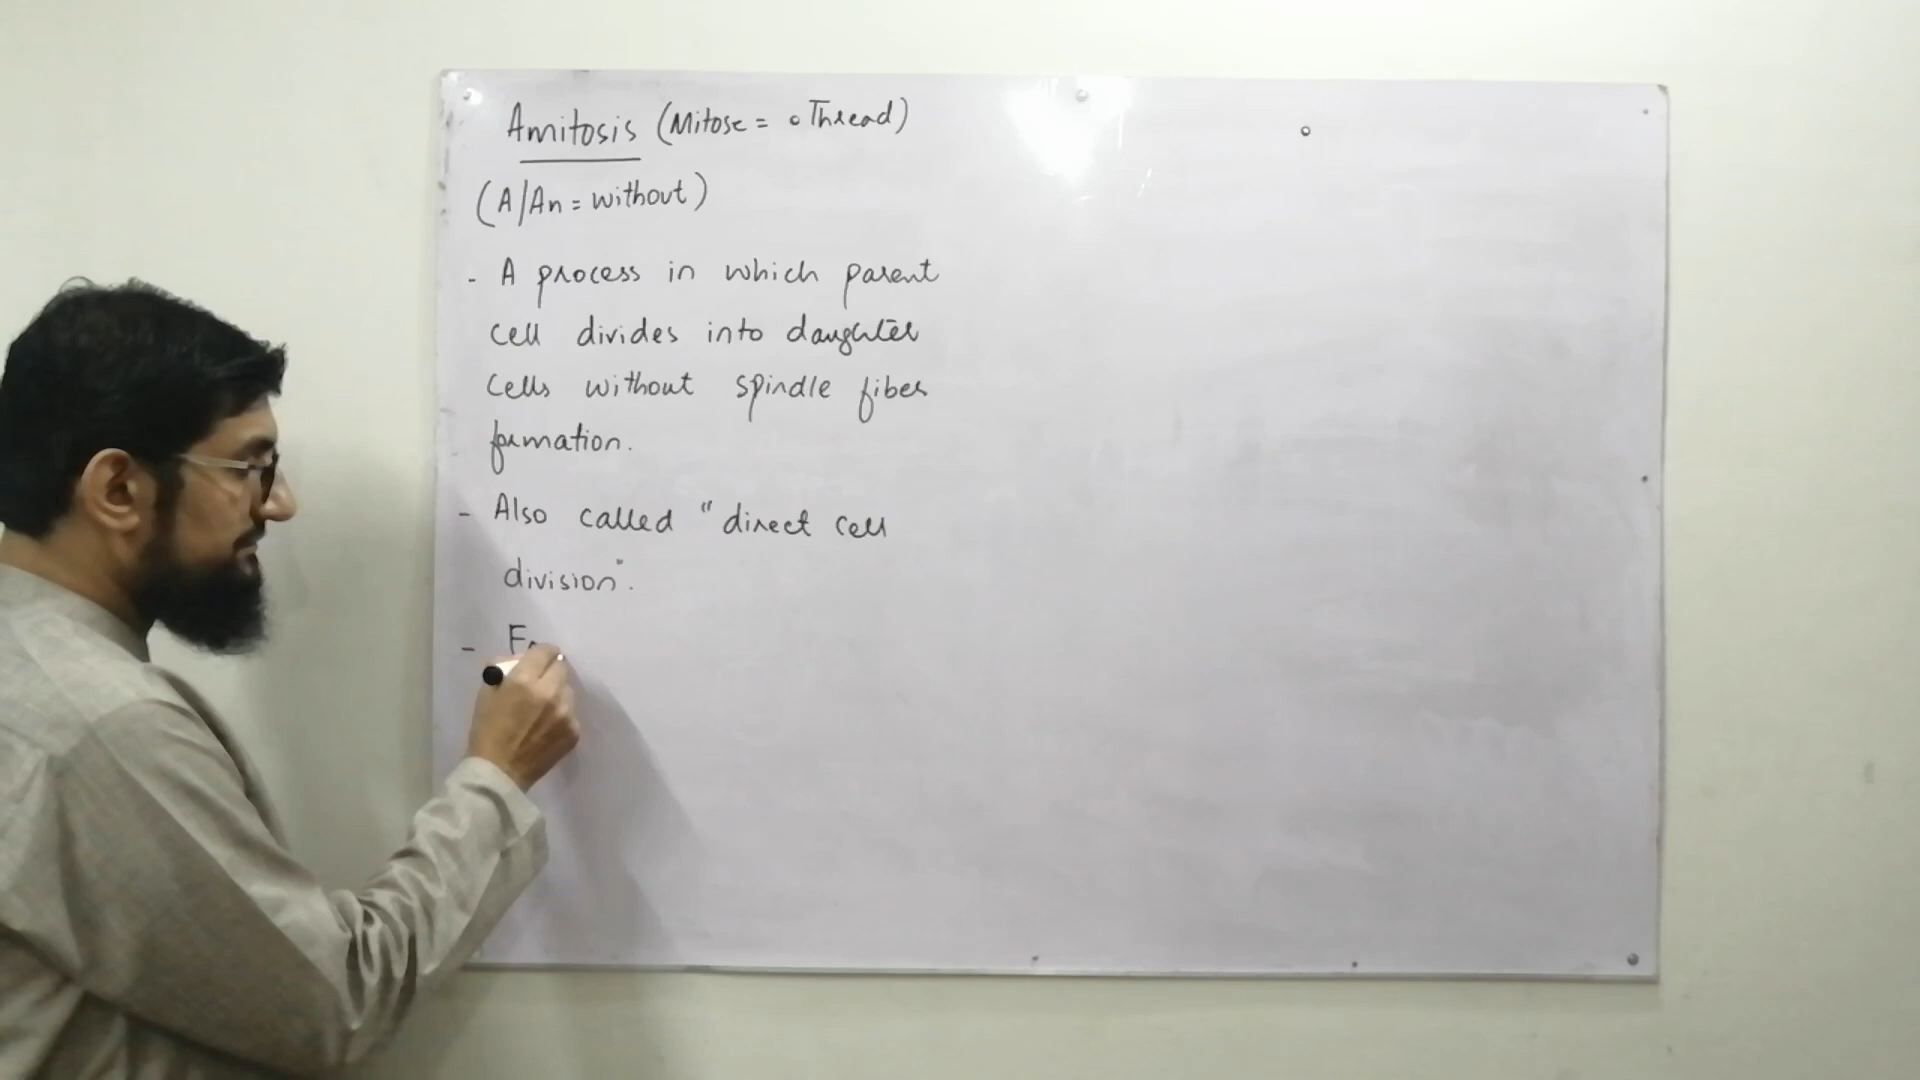 Amitosis (Mitose = Thread)
(A/An = without)
- A process in which parent
cell divides into daughter
cells without spindle fiber
formation.
- Also called "direct cell
division".
-